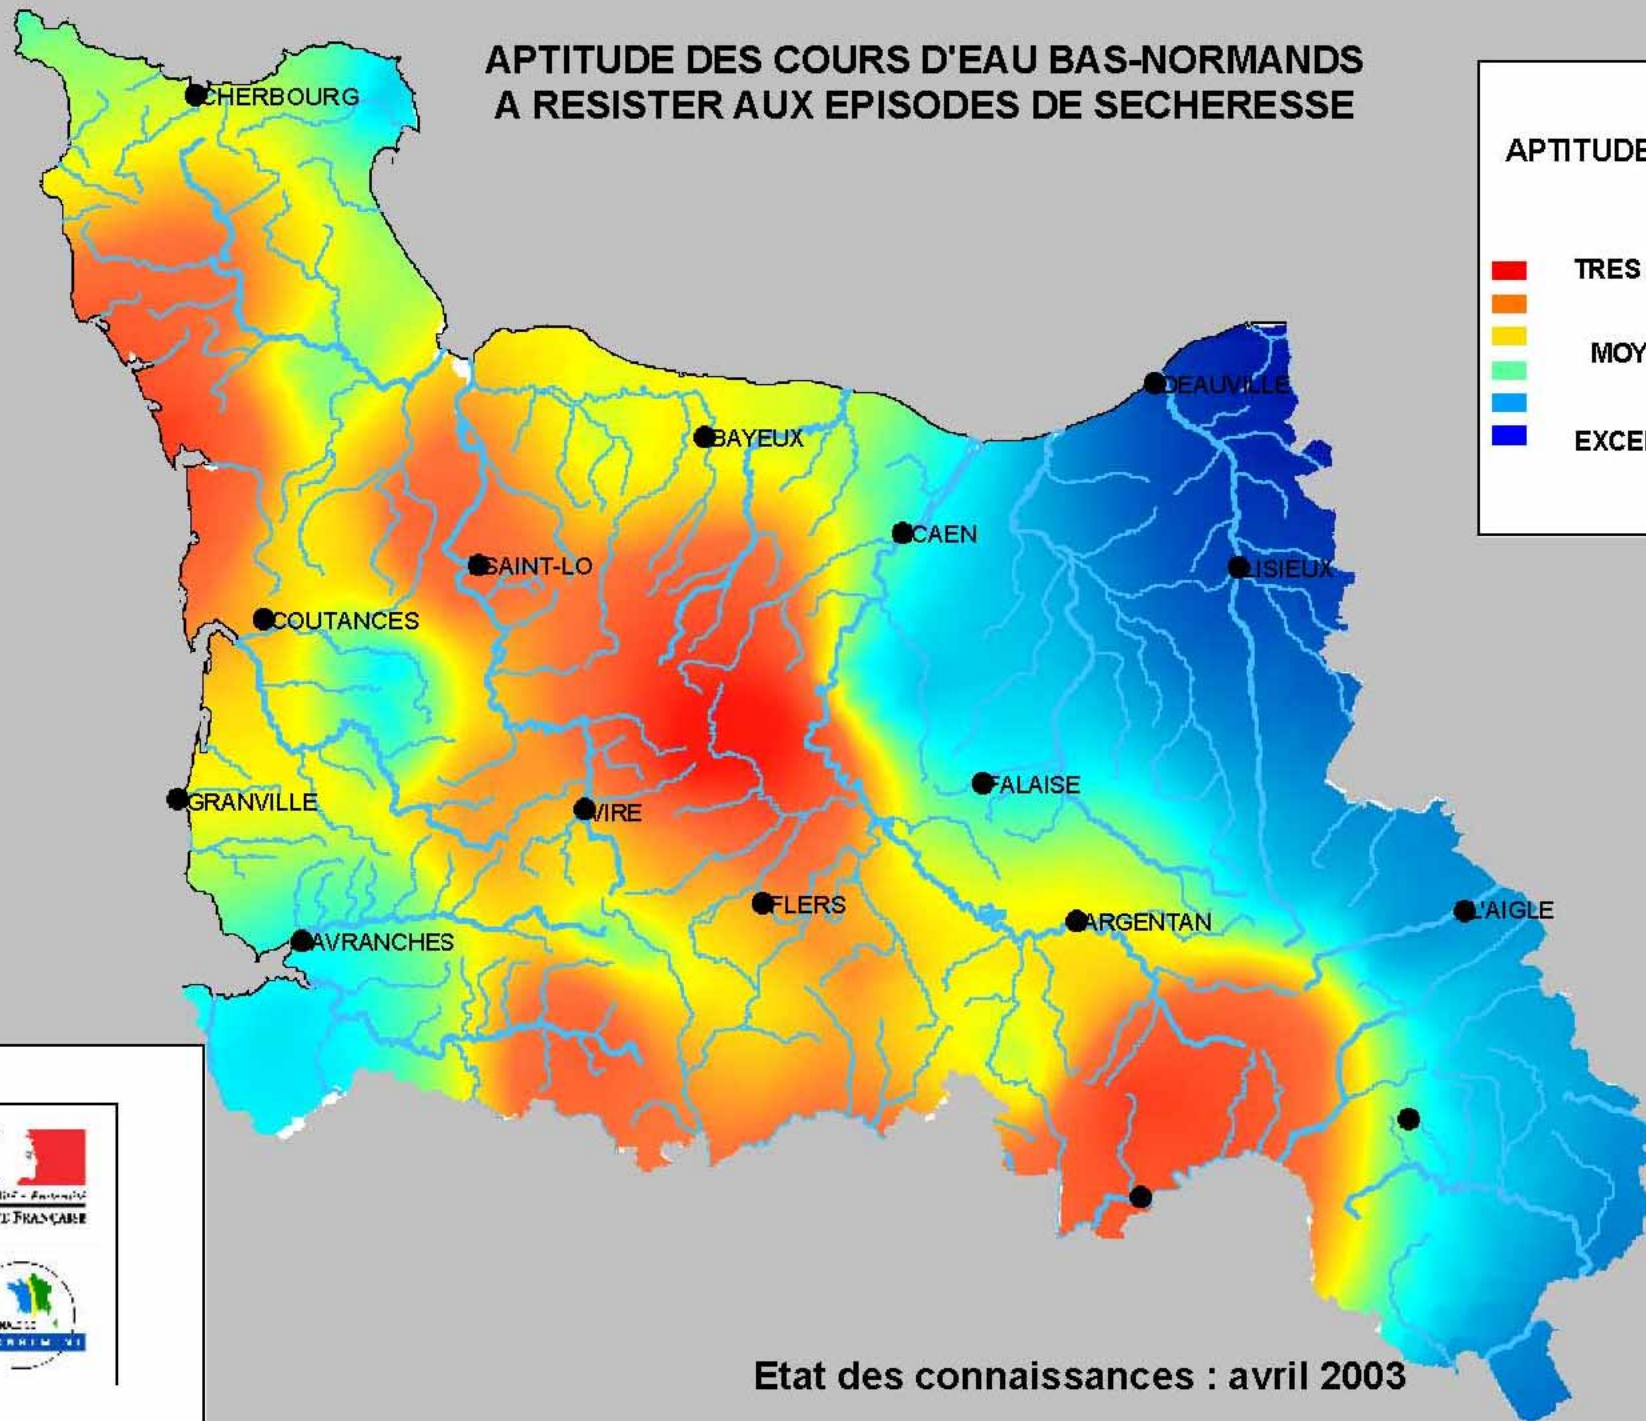 APTITUDE DES COURS D'EAU BAS-NORMANDS
A RESISTER AUX EPISODES DE SECHERESSE
APTITUDE
TRES
MOY
EXCE
CHERBOURG
DEAUVILLE
BAYEUX
CAEN
SAINT-LO
LISIEUX
COUTANCES
FALAISE
GRANVILLE
VIRE
FLERS
ARGENTAN
L'AIGLE
AVRANCHES
FRANÇAISE
Etat des connaissances : avril 2003